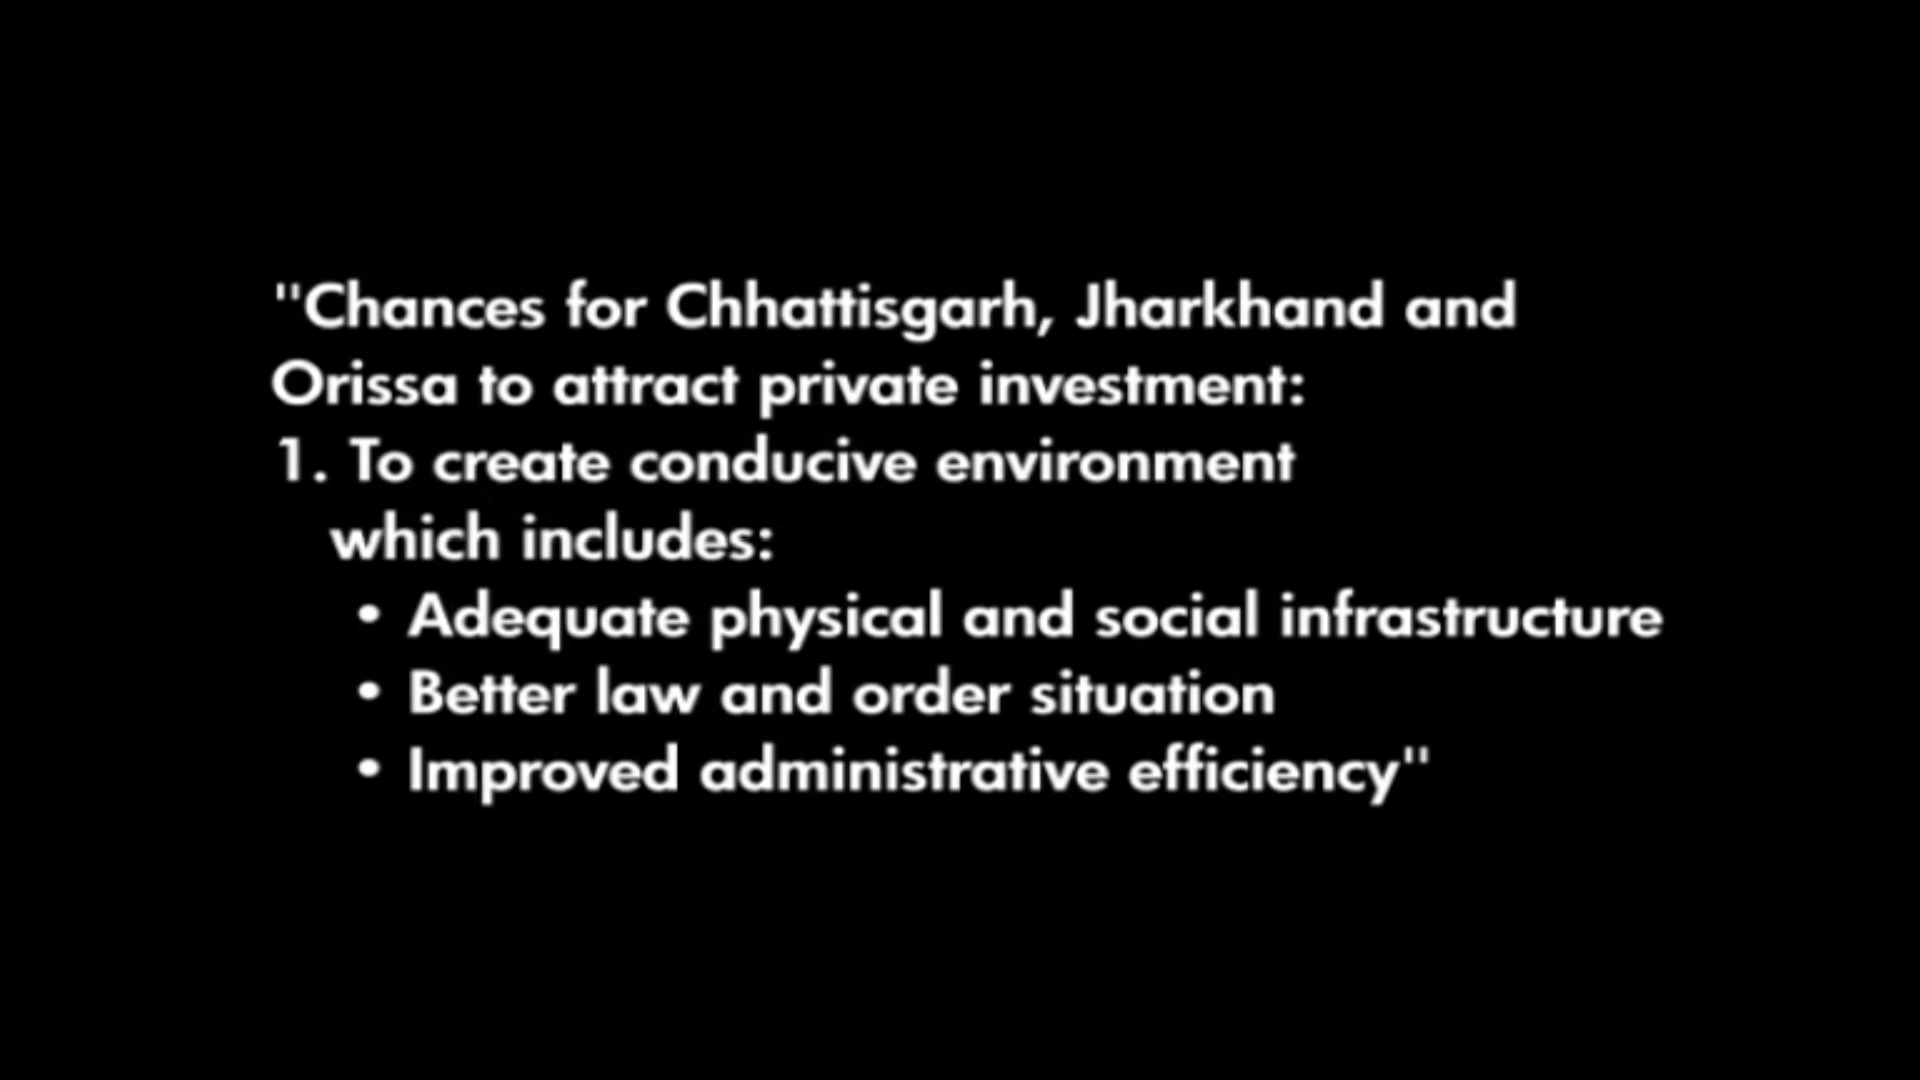 "Chances for Chhattisgarh, Jharkhand and
Orissa to attract private investment:
1. To create conducive environment
which includes:
• Adequate physical and social infrastructure
• Better law and order situation
• Improved administrative efficiency"